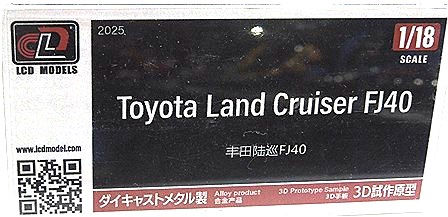 LCD MODELS
2025
1/18
SCALE
Toyota Land Cruiser FJ40
丰田陆巡FJ40
www.lcdmodel.com
ダイキャストメタル製
Alloy product
合金产品
3D Prototype Sample
3D手板
3D試作原型